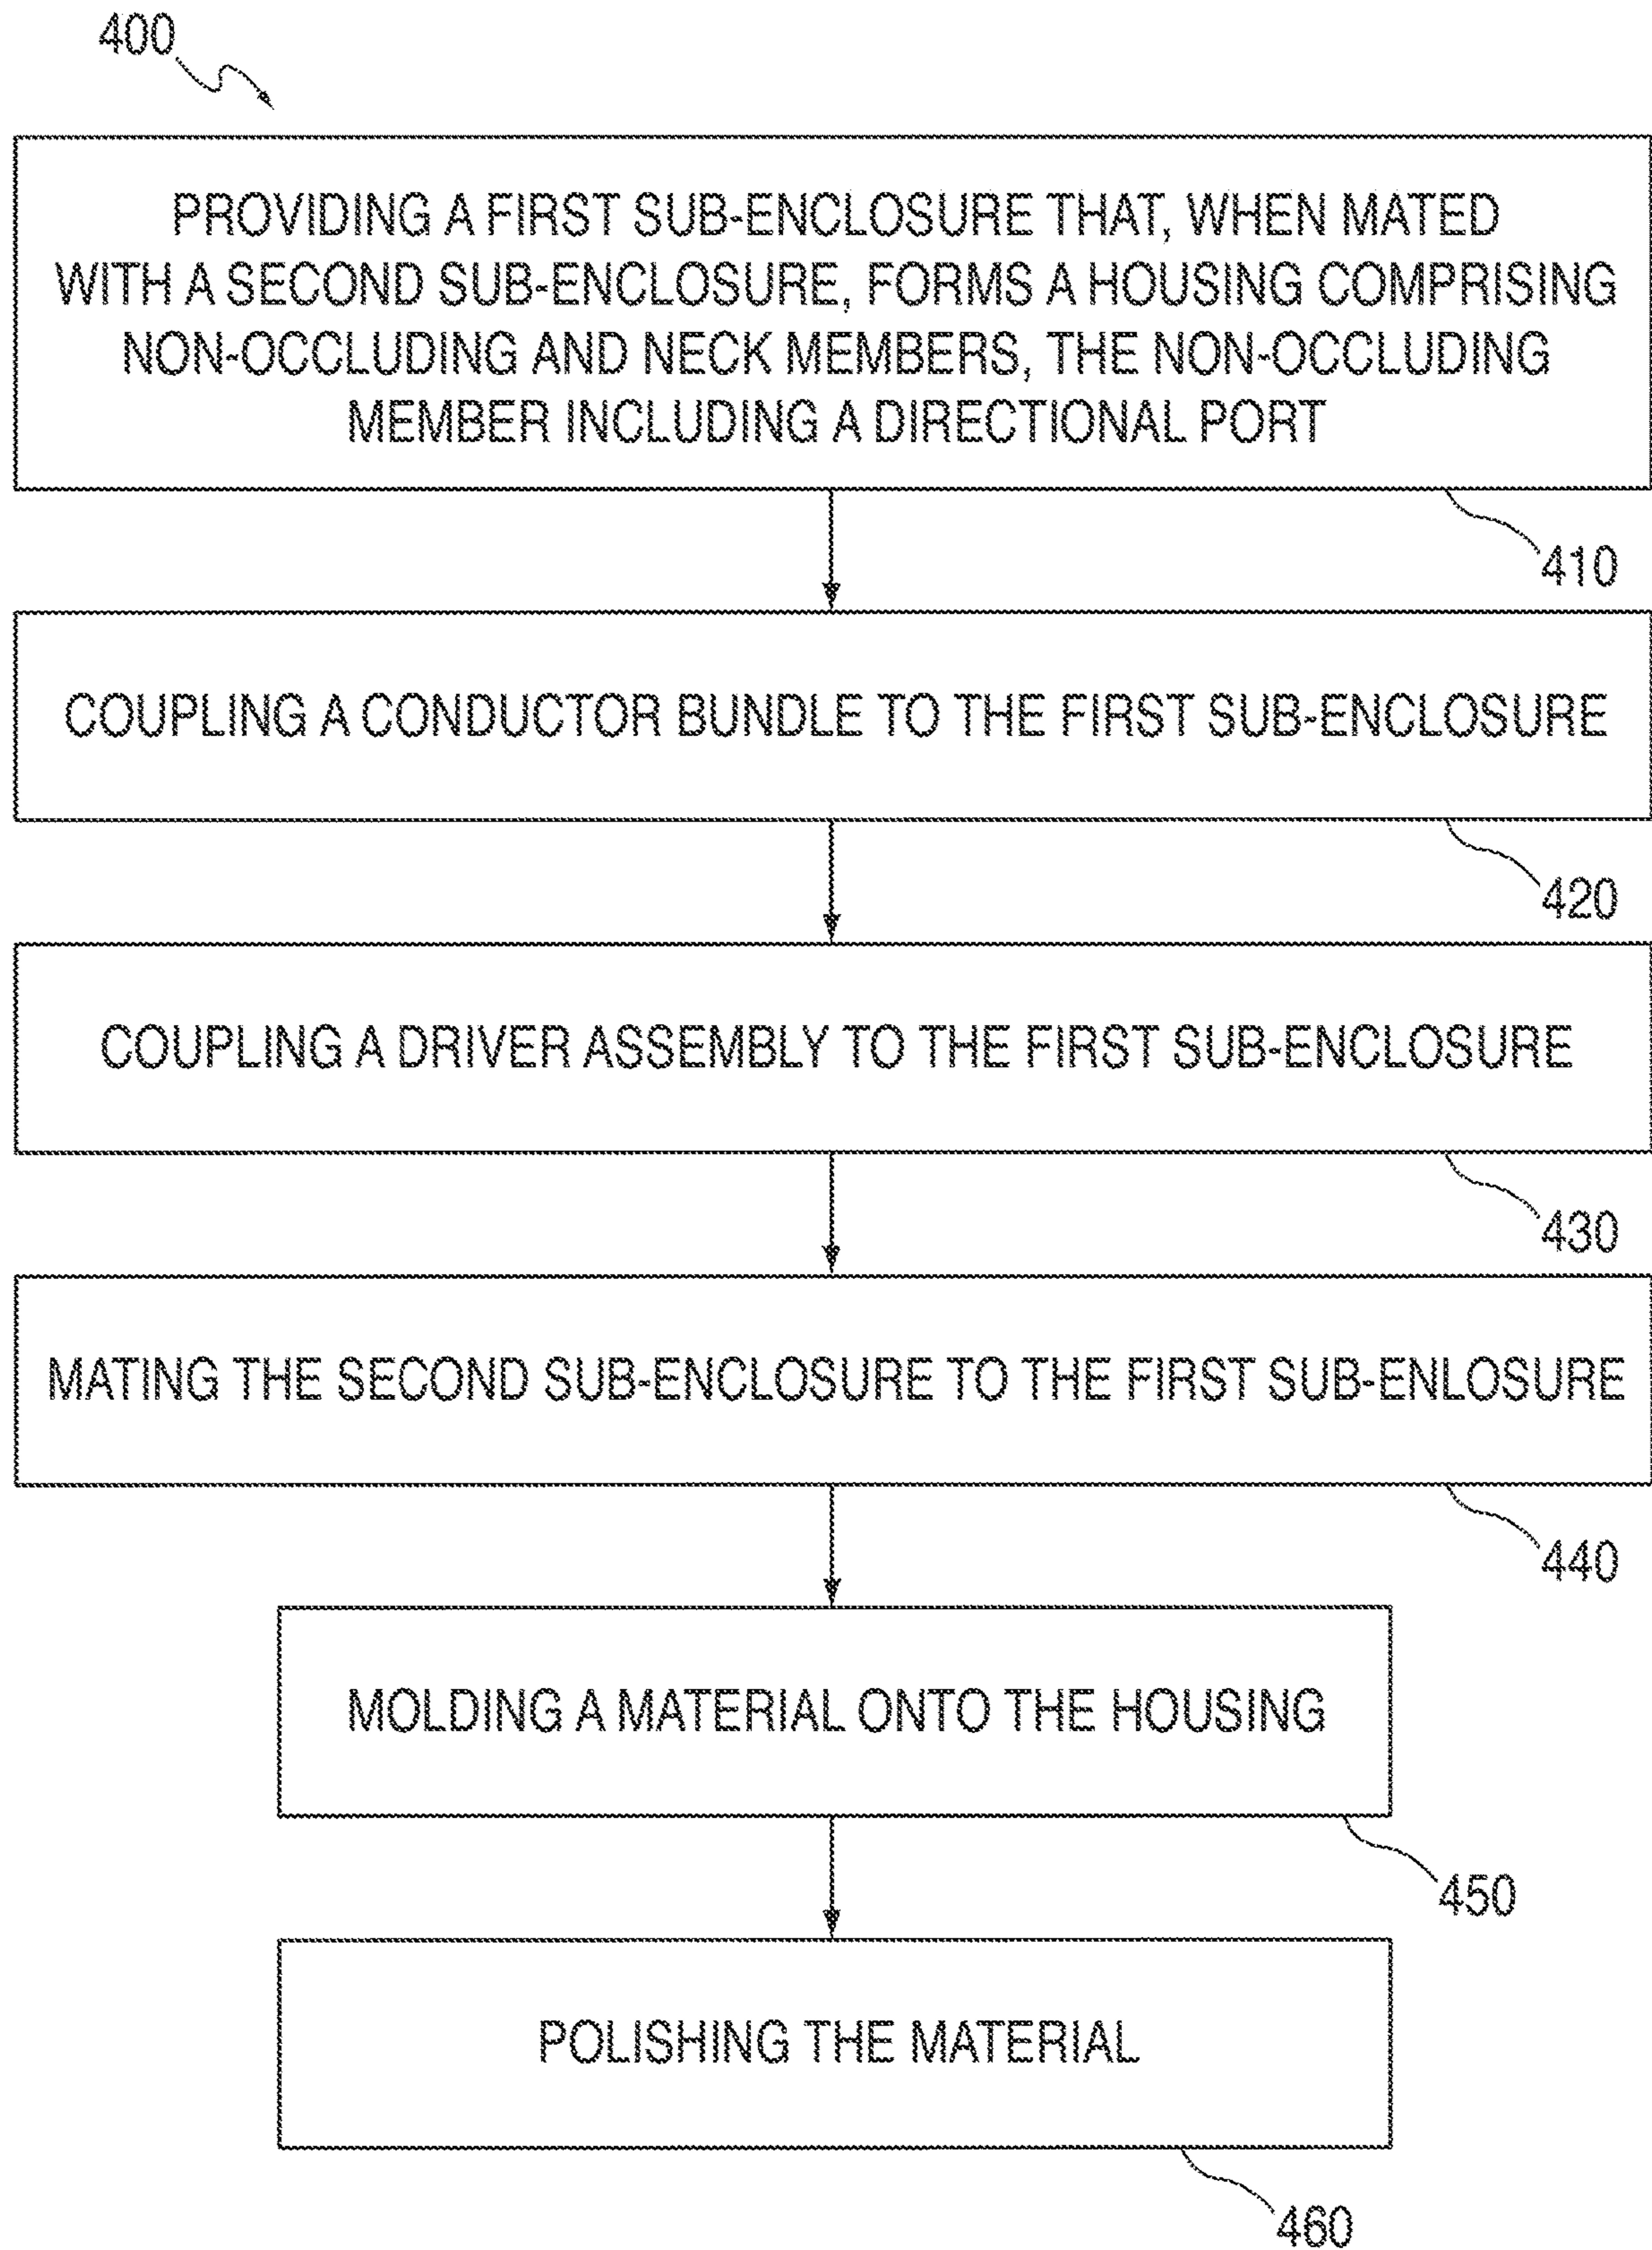 400
PROVIDING A FIRST SUB-ENCLOSURE THAT, WHEN MATED
WITH A SECOND SUB-ENCLOSURE, FORMS A HOUSING COMPRISING
NON-OCCLUDING AND NECK MEMBERS, THE NON-OCCLUDING
MEMBER INCLUDING A DIRECTIONAL PORT
410
COUPLING A CONDUCTOR BUNDLE TO THE FIRST SUB-ENCLOSURE
420
COUPLING A DRIVER ASSEMBLY TO THE FIRST SUB-ENCLOSURE
430
MATING THE SECOND SUB-ENCLOSURE TO THE FIRST SUB-ENLOSURE
440
MOLDING A MATERIAL ONTO THE HOUSING
450
POLISHING THE MATERIAL
460